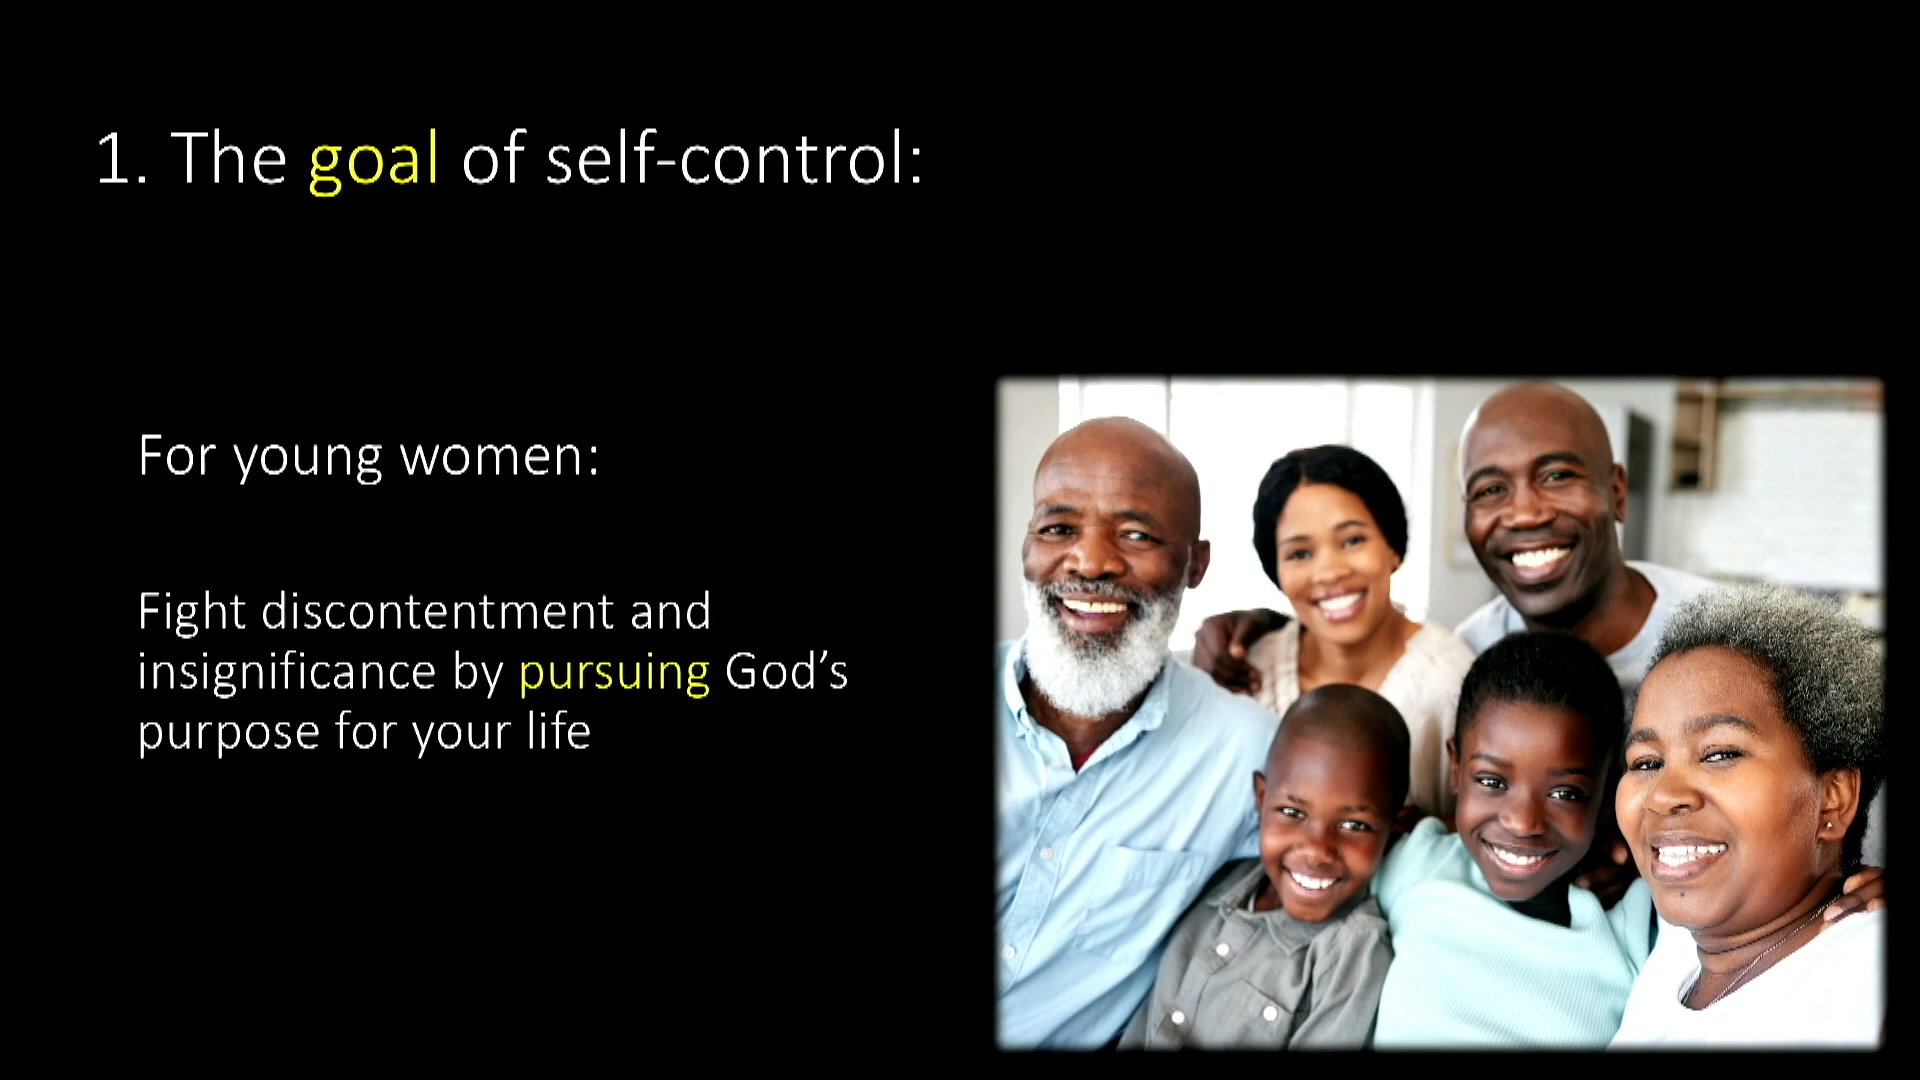 1. The goal of self-control:
For young women:
Fight discontentment and
insignificance by pursuing God’s
purpose for your life